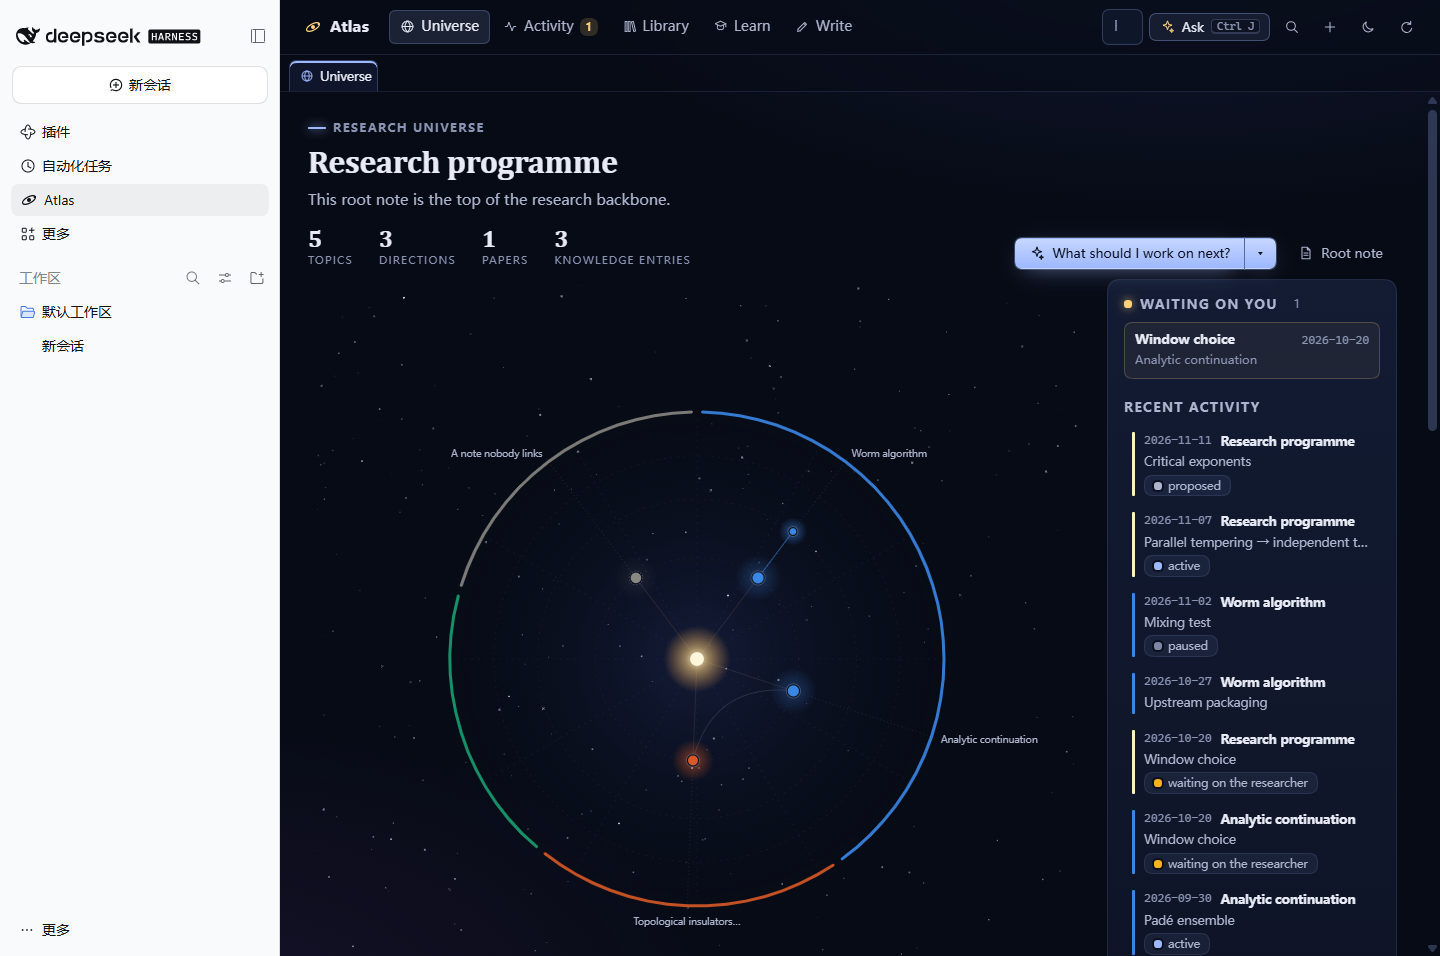 deepseek HARNESS
新会话
插件
自动化任务
Atlas
更多
工作区
默认工作区
新会话
更多
Atlas
Universe
Activity 1
Library
Learn
Write
Ask Ctrl J
Universe
RESEARCH UNIVERSE
Research programme
This root note is the top of the research backbone.
5 TOPICS
3 DIRECTIONS
1 PAPERS
3 KNOWLEDGE ENTRIES
What should I work on next?
Root note
A note nobody links
Worm algorithm
Analytic continuation
Topological insulators...
WAITING ON YOU 1
Window choice 2026-10-20
Analytic continuation
RECENT ACTIVITY
2026-11-11 Research programme
Critical exponents
proposed
2026-11-07 Research programme
Parallel tempering → independent t...
active
2026-11-02 Worm algorithm
Mixing test
paused
2026-10-27 Worm algorithm
Upstream packaging
2026-10-20 Research programme
Window choice
waiting on the researcher
2026-10-20 Analytic continuation
Window choice
waiting on the researcher
2026-09-30 Analytic continuation
Padé ensemble
active